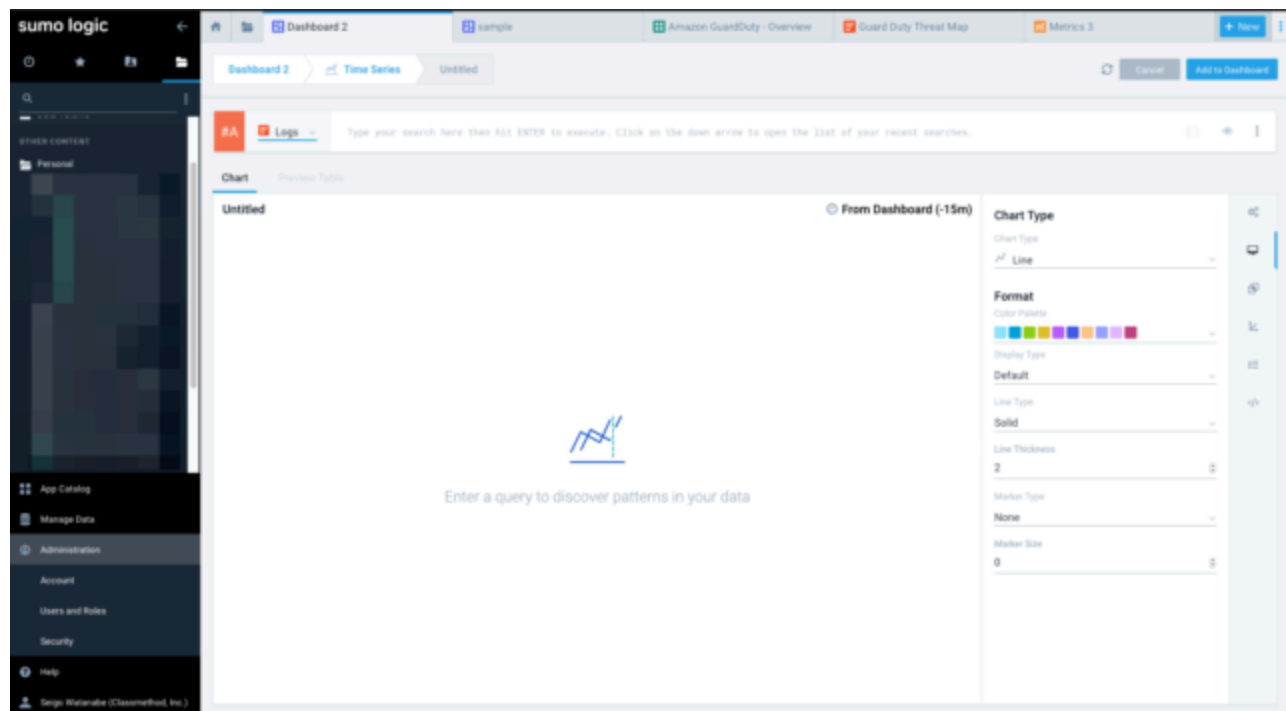 sumo logic
Dashboard 2
sample
Amazon GuardDuty - Overview
Guard Duty Threat Map
Metrics 3
+ New
Dashboard 2
Time Series
Untitled
Cancel
Add to Dashboard
OTHER CONTENT
Personal
#A
Logs
Type your search here then hit ENTER to execute. Click on the down arrow to open the list of your recent searches.
Chart
Preview Table
Untitled
From Dashboard (-15m)
Chart Type
Chart Type
Line
Format
Color Palette
Display Type
Default
Line Type
Solid
Line Thickness
2
Marker Type
None
Marker Size
0
Enter a query to discover patterns in your data
App Catalog
Manage Data
Administration
Account
Users and Roles
Security
Help
Seigo Watanabe (Classmethod, Inc.)